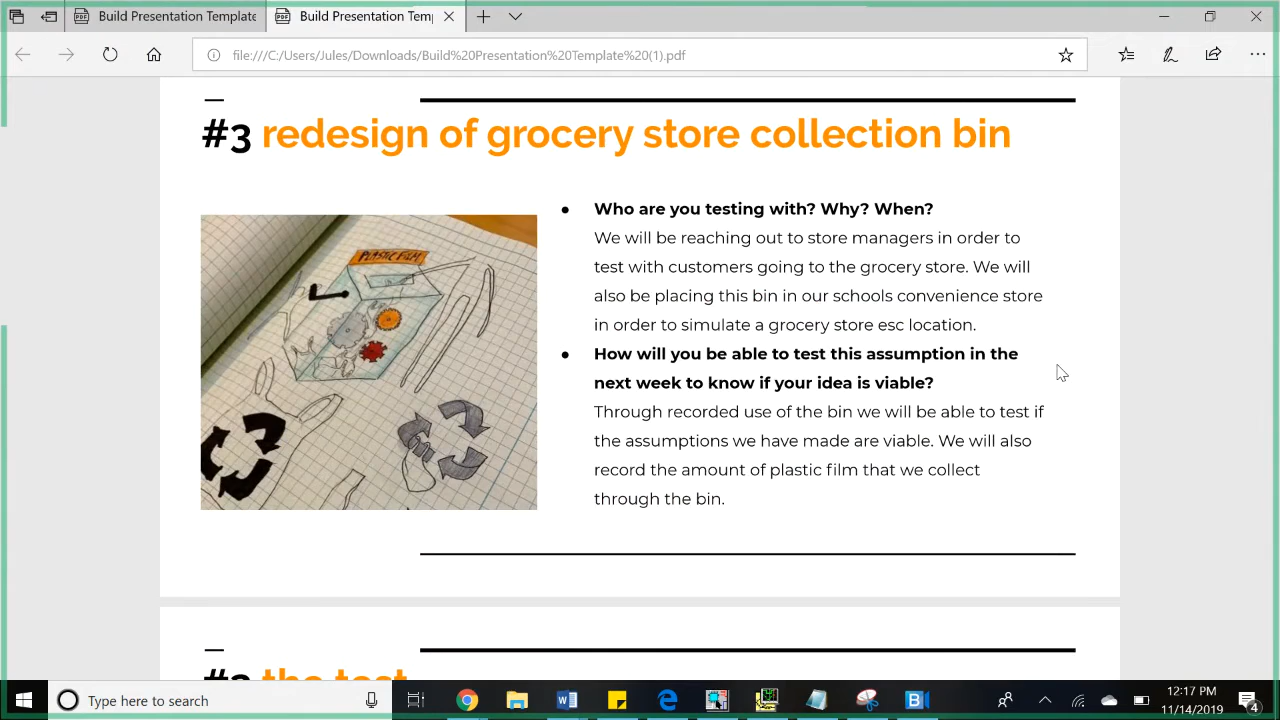 Build Presentation Template
Build Presentation Temp
file:///C:/Users/Jules/Downloads/Build%20Presentation%20Template%20(1).pdf
#3 redesign of grocery store collection bin
PLASTIC FILM
● Who are you testing with? Why? When?
We will be reaching out to store managers in order to
test with customers going to the grocery store. We will
also be placing this bin in our schools convenience store
in order to simulate a grocery store esc location.
● How will you be able to test this assumption in the
next week to know if your idea is viable?
Through recorded use of the bin we will be able to test if
the assumptions we have made are viable. We will also
record the amount of plastic film that we collect
through the bin.
#3 the test
Type here to search
12:17 PM
11/14/2019
4